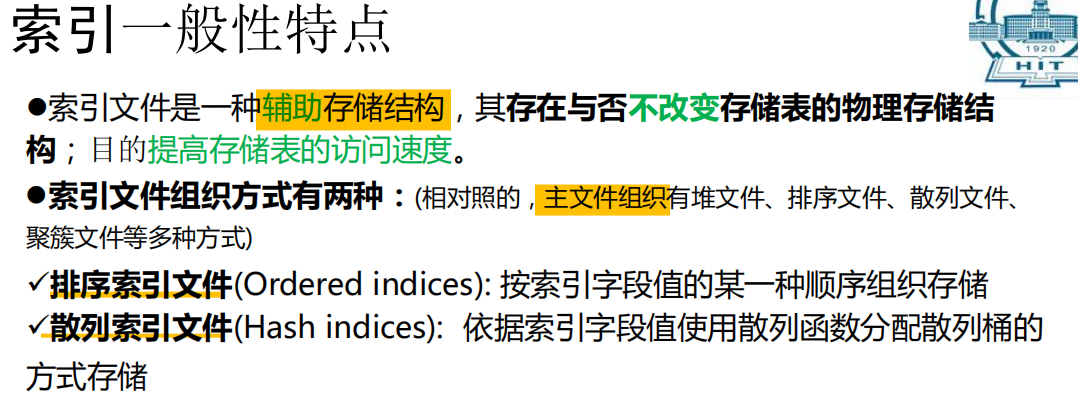 索引一般性特点
1920
HIT
●索引文件是一种辅助存储结构，其存在与否不改变存储表的物理存储结
构；目的提高存储表的访问速度。
●索引文件组织方式有两种：(相对照的，主文件组织有堆文件、排序文件、散列文件、
聚簇文件等多种方式)
✓排序索引文件(Ordered indices): 按索引字段值的某一种顺序组织存储
✓散列索引文件(Hash indices): 依据索引字段值使用散列函数分配散列桶的
方式存储